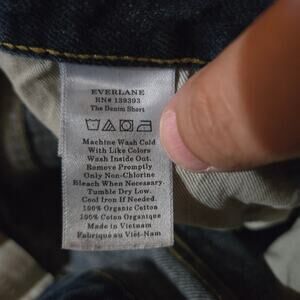 EVERLANE
RN# 139393
The Denim Short
Machine Wash Cold
With Like Colors
Wash Inside Out.
Remove Promptly
Only Non-Chlorine
Bleach When Necessary.
Tumble Dry Low.
Cool Iron If Needed.
100% Organic Cotton
100% Coton Organique
Made in Vietnam
Fabriqué au Viêt-Nam